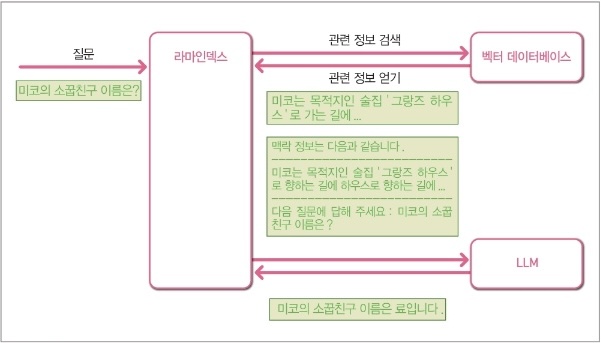 질문
미코의 소꿉친구 이름은?
라마인덱스
관련 정보 검색
관련 정보 얻기
벡터 데이터베이스
미코는 목적지인 술집 '그랑즈 하우
스'로 가는 길에 ...
맥락 정보는 다음과 같습니다.
미코는 목적지인 술집 '그랑즈 하우스'
로 향하는 길에 하우스로 향하는 길에 ...
다음 질문에 답해 주세요 : 미코의 소꿉
친구 이름은 ?
LLM
미코의 소꿉친구 이름은 료입니다.